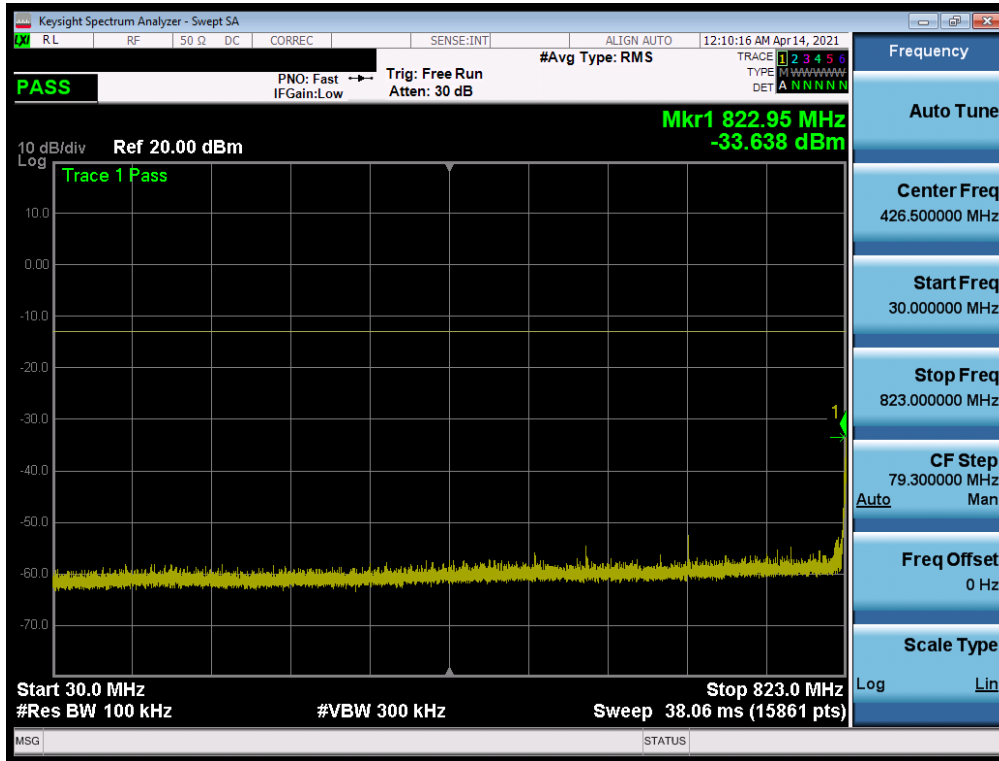 Keysight Spectrum Analyzer - Swept SA
LXI RL RF 50 Ω DC CORREC SENSE:INT ALIGN AUTO 12:10:16 AM Apr 14, 2021
#Avg Type: RMS
TRACE 1 2 3 4 5 6
TYPE M WWWWW
DET A N N N N N
PASS
PNO: Fast
IFGain:Low
Trig: Free Run
Atten: 30 dB
Mkr1 822.95 MHz
-33.638 dBm
10 dB/div Ref 20.00 dBm
Log
Trace 1 Pass
10.0
0.00
-10.0
-20.0
-30.0
1
-40.0
-50.0
-60.0
-70.0
Start 30.0 MHz Stop 823.0 MHz
#Res BW 100 kHz #VBW 300 kHz Sweep 38.06 ms (15861 pts)
MSG STATUS
Frequency
Auto Tune
Center Freq
426.500000 MHz
Start Freq
30.000000 MHz
Stop Freq
823.000000 MHz
CF Step
79.300000 MHz
Auto Man
Freq Offset
0 Hz
Scale Type
Log Lin